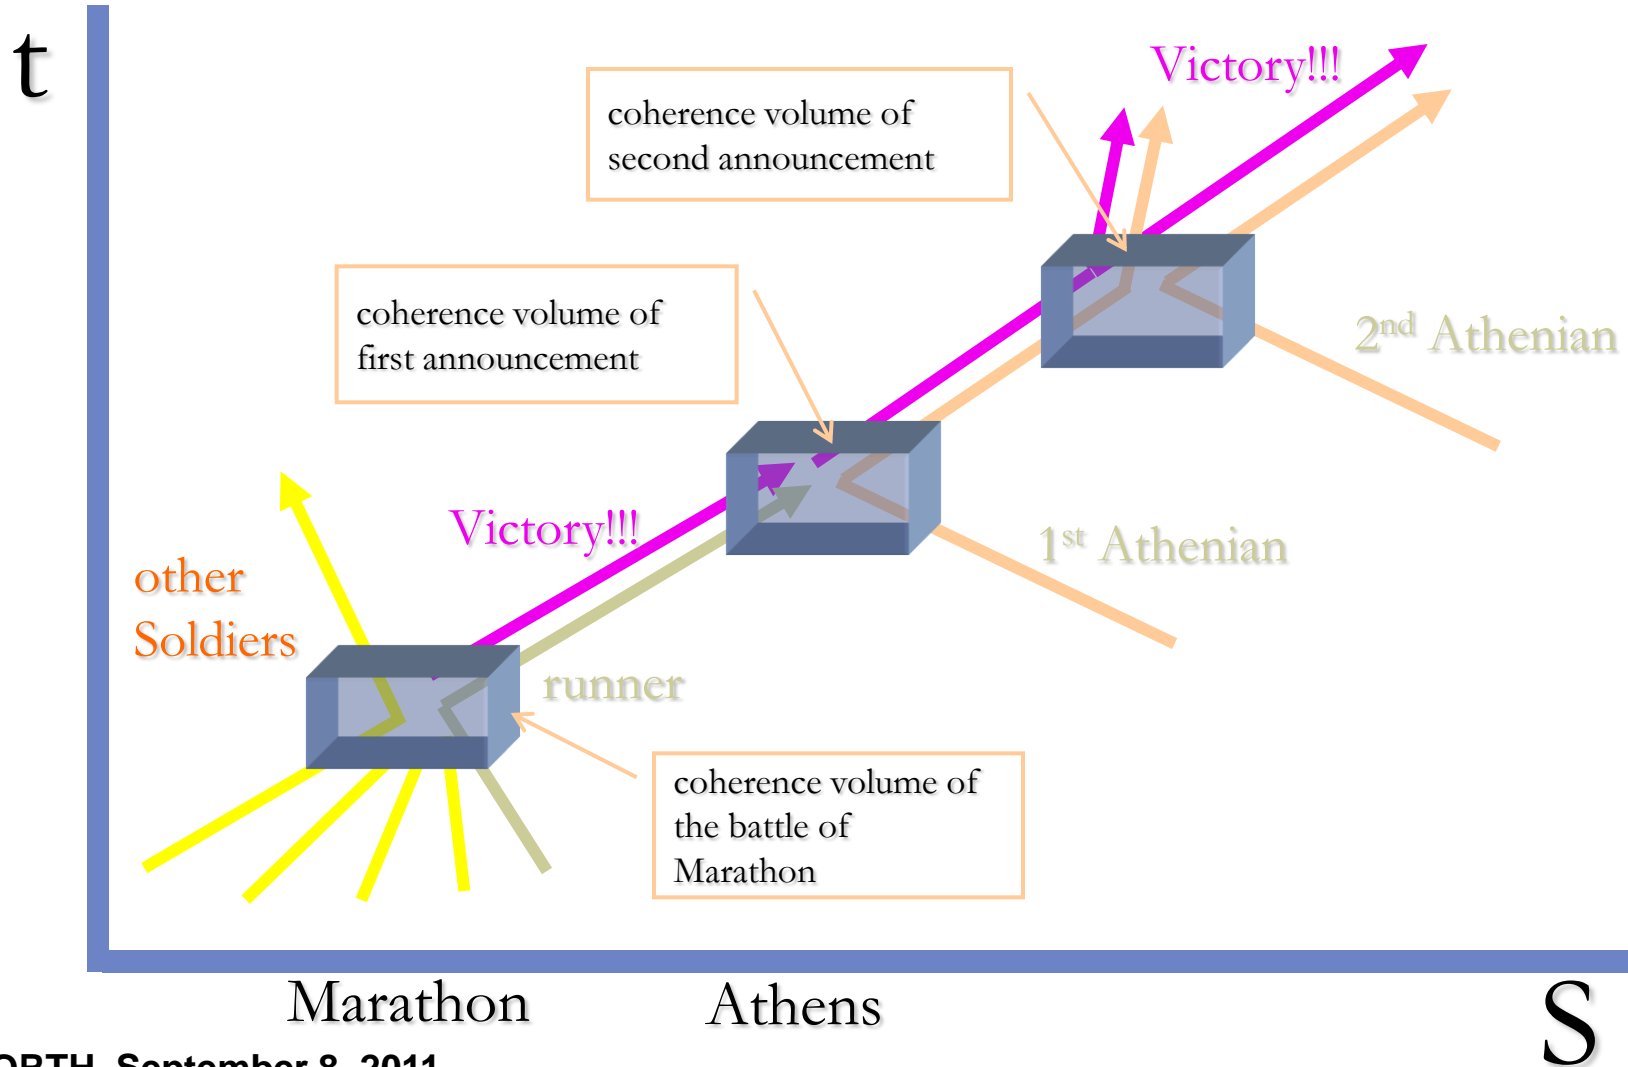 t
Victory!!!
coherence volume of
second announcement
coherence volume of
first announcement
2nd Athenian
Victory!!!
1st Athenian
other
Soldiers
runner
coherence volume of
the battle of
Marathon
Marathon
Athens
S
September 8, 2011